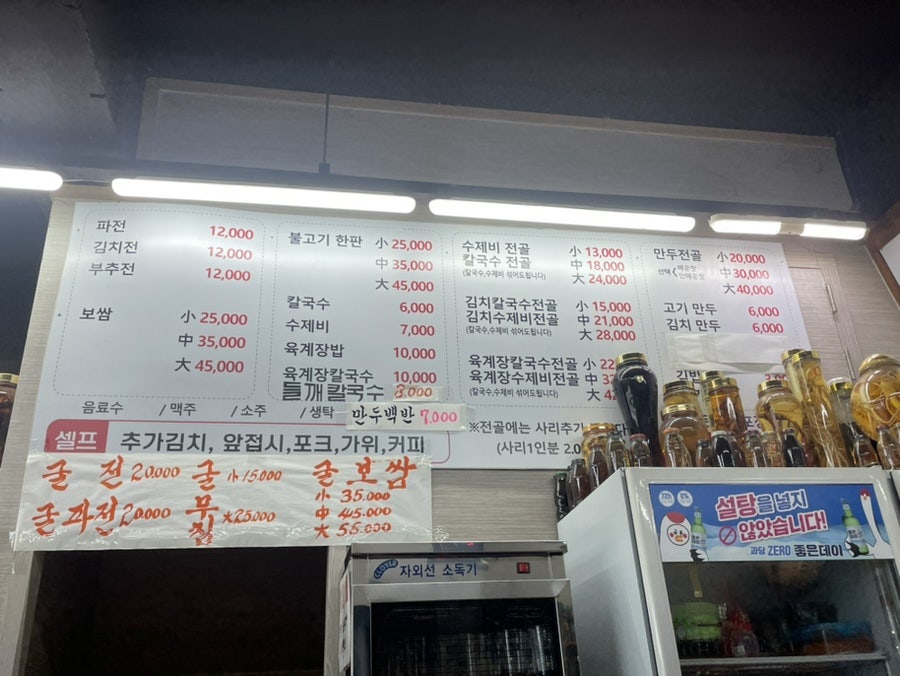 파전 12,000
김치전 12,000
부추전 12,000
보쌈 小 25,000
中 35,000
大 45,000
불고기 한판 小 25,000
中 35,000
大 45,000
칼국수 6,000
수제비 7,000
육계장밥 10,000
육계장칼국수 10,000
들깨칼국수 8,000
만두백반 7,000
수제비 전골 小 13,000
칼국수 전골 中 18,000
(칼국수,수제비 섞어도됩니다) 大 24,000
김치칼국수전골 小 15,000
김치수제비전골 中 21,000
(칼국수,수제비 섞어도됩니다) 大 28,000
육계장칼국수전골 小 22
육계장수제비전골 中
(칼국수,수제비 섞어도됩니다) 大
만두전골 小 20,000
선택 매운맛 안매운맛 中 30,000
大 40,000
고기 만두 6,000
김치 만두 6,000
음료수 / 맥주 / 소주 / 생탁
※전골에는 사리추가
(사리1인분 2.0
셀프 추가김치, 앞접시,포크,가위,커피
굴 전 20.000
굴파전 20.000
굴 무침 小 15.000
大 25.000
굴 보쌈
小 35.000
中 45.000
大 55.000
CLOVER 자외선 소독기
설탕을 넣지
않았습니다!
과당 ZERO 좋은데이